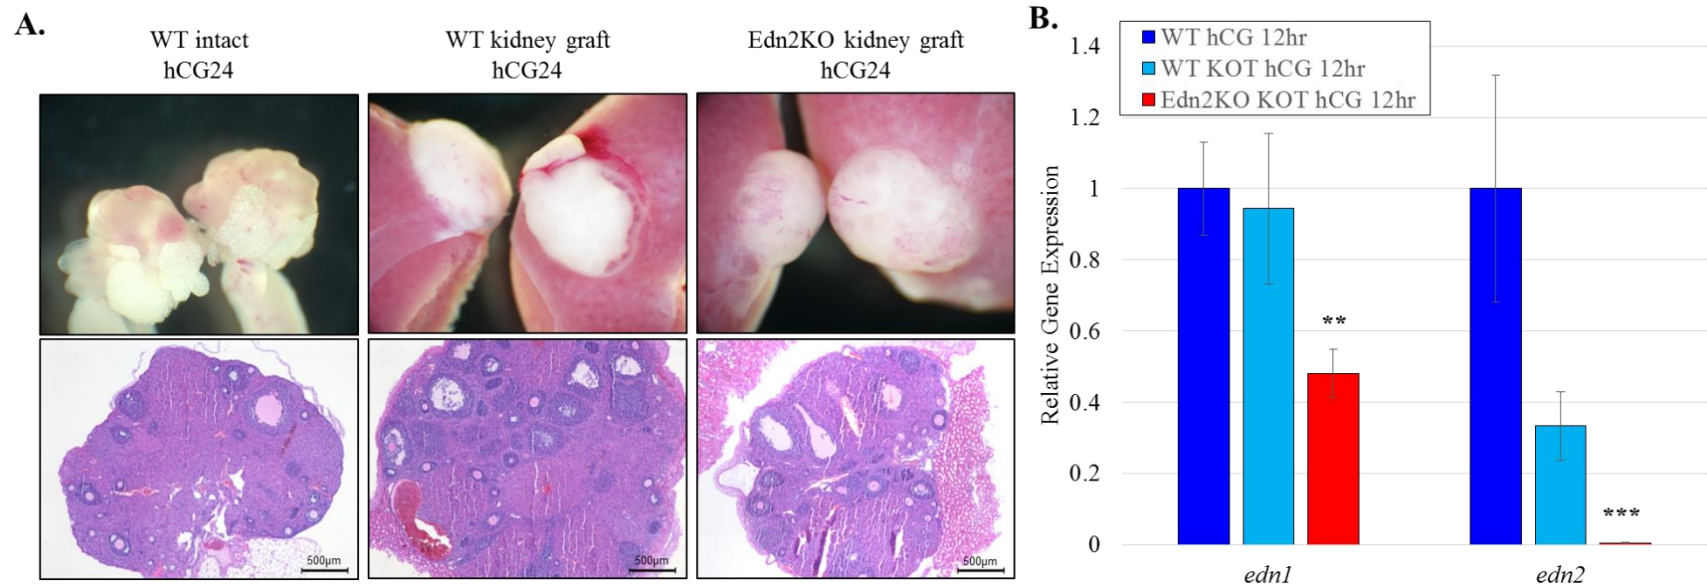 A.
WT intact
hCG24
WT kidney graft
hCG24
Edn2KO kidney graft
hCG24
500μm
500μm
500μm
B.
WT hCG 12hr
WT KOT hCG 12hr
Edn2KO KOT hCG 12hr
Relative Gene Expression
1.4
1.2
1
0.8
0.6
0.4
0.2
0
**
***
edn1
edn2